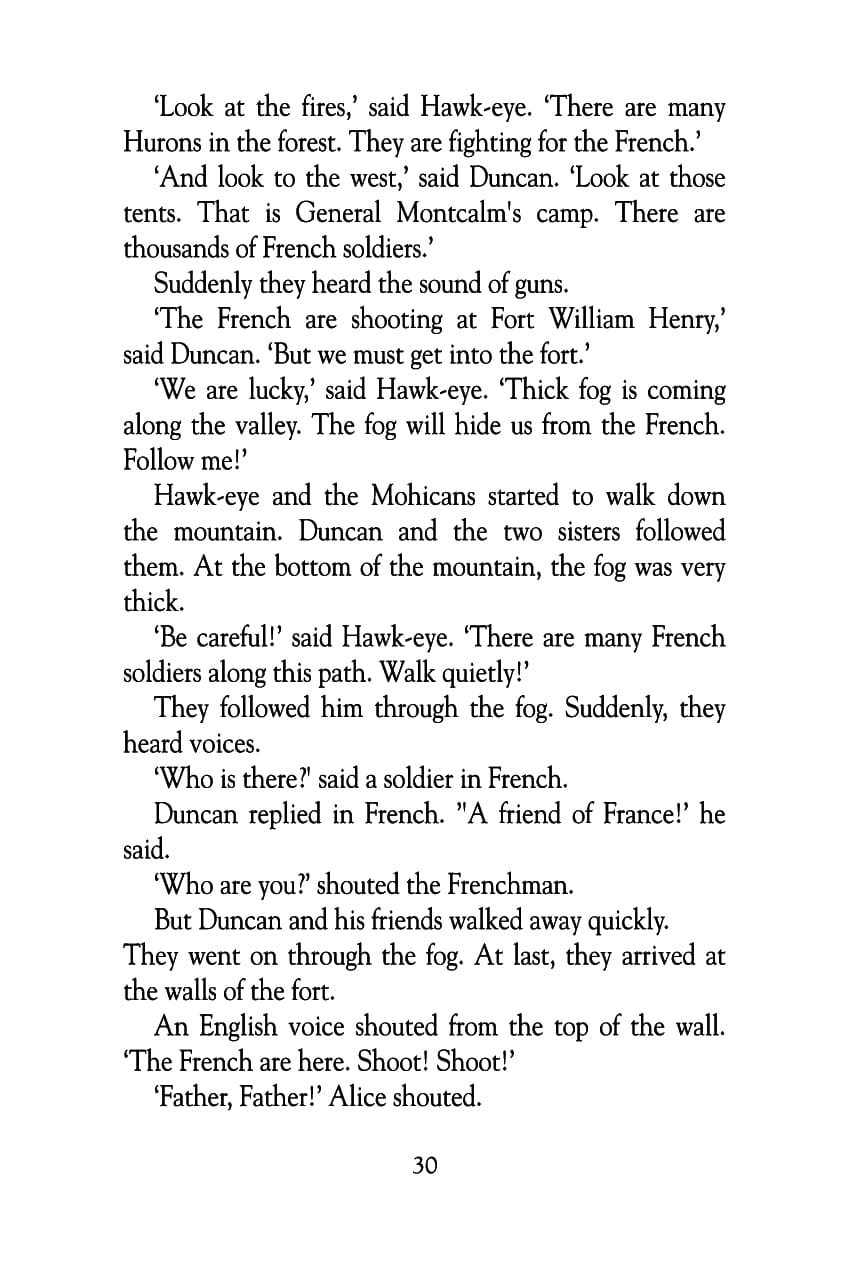 ‘Look at the fires,’ said Hawk-eye. ‘There are many
Hurons in the forest. They are fighting for the French.’
‘And look to the west,’ said Duncan. ‘Look at those
tents. That is General Montcalm's camp. There are
thousands of French soldiers.’
Suddenly they heard the sound of guns.
‘The French are shooting at Fort William Henry,’
said Duncan. ‘But we must get into the fort.’
‘We are lucky,’ said Hawk-eye. ‘Thick fog is coming
along the valley. The fog will hide us from the French.
Follow me!’
Hawk-eye and the Mohicans started to walk down
the mountain. Duncan and the two sisters followed
them. At the bottom of the mountain, the fog was very
thick.
‘Be careful!’ said Hawk-eye. ‘There are many French
soldiers along this path. Walk quietly!’
They followed him through the fog. Suddenly, they
heard voices.
‘Who is there?' said a soldier in French.
Duncan replied in French. "A friend of France!’ he
said.
‘Who are you?’ shouted the Frenchman.
But Duncan and his friends walked away quickly.
They went on through the fog. At last, they arrived at
the walls of the fort.
An English voice shouted from the top of the wall.
‘The French are here. Shoot! Shoot!’
‘Father, Father!’ Alice shouted.
30